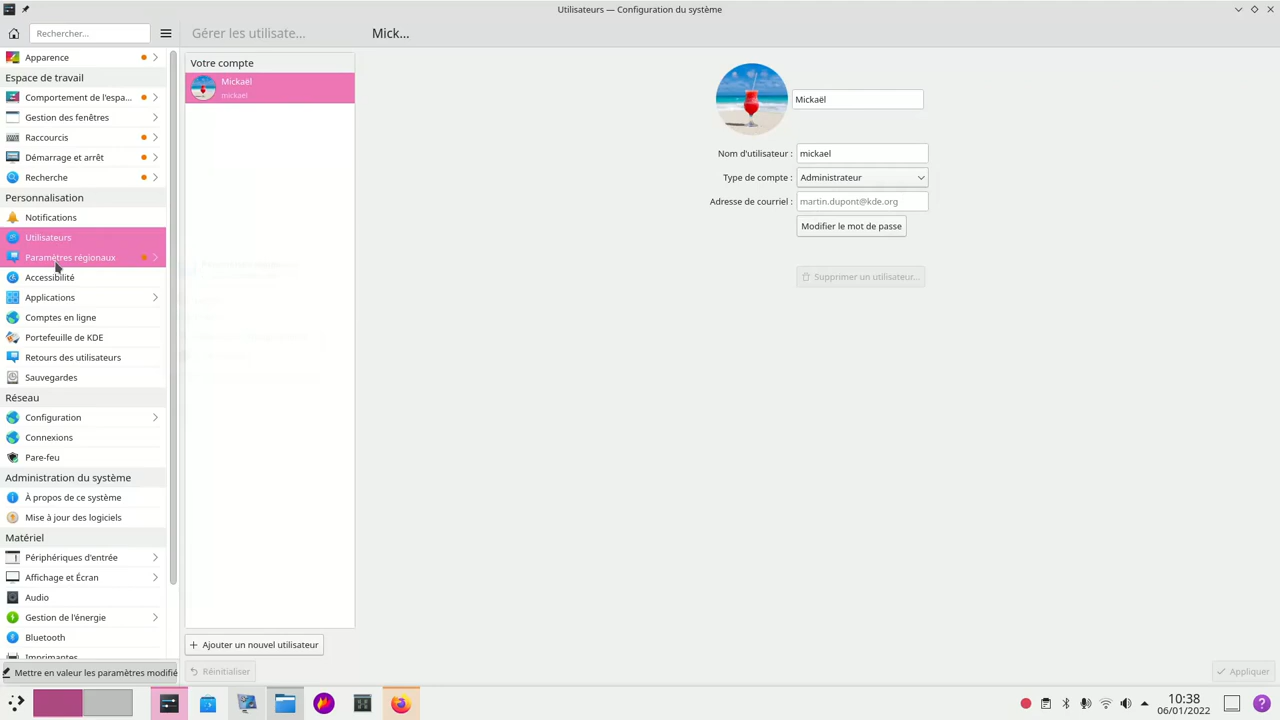 Utilisateurs — Configuration du système
Rechercher...
Gérer les utilisate...
Mick...
Apparence
Espace de travail
Comportement de l'espa...
Gestion des fenêtres
Raccourcis
Démarrage et arrêt
Recherche
Personnalisation
Notifications
Utilisateurs
Paramètres régionaux
Accessibilité
Applications
Comptes en ligne
Portefeuille de KDE
Retours des utilisateurs
Sauvegardes
Réseau
Configuration
Connexions
Pare-feu
Administration du système
À propos de ce système
Mise à jour des logiciels
Matériel
Périphériques d'entrée
Affichage et Écran
Audio
Gestion de l'énergie
Bluetooth
Imprimantes
Mettre en valeur les paramètres modifié
Votre compte
Mickaël
mickael
Ajouter un nouvel utilisateur
Réinitialiser
Mickaël
Nom d'utilisateur : mickael
Type de compte : Administrateur
Adresse de courriel : martin.dupont@kde.org
Modifier le mot de passe
Supprimer un utilisateur...
Appliquer
10:38
06/01/2022